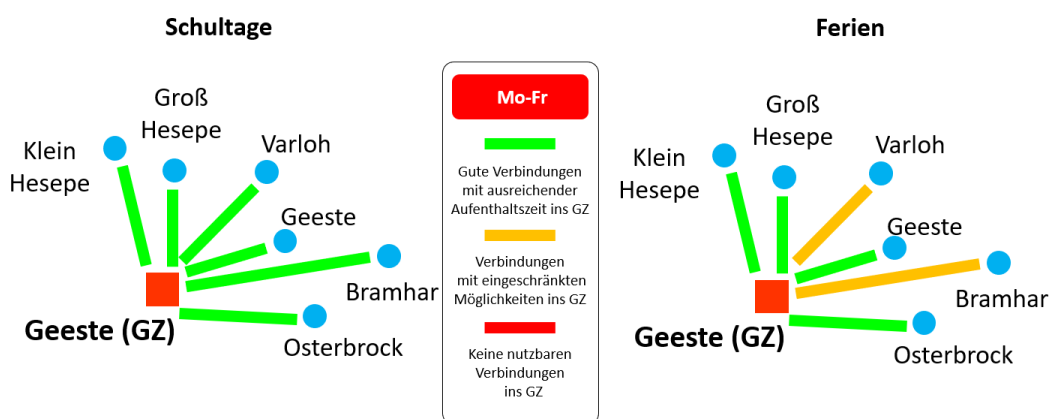 Schultage
Groß
Hesepe
Klein
Hesepe
Varloh
Geeste
Bramhar
Geeste (GZ)
Osterbrock
Mo-Fr
Gute Verbindungen
mit ausreichender
Aufenthaltszeit ins GZ
Verbindungen
mit eingeschränkten
Möglichkeiten ins GZ
Keine nutzbaren
Verbindungen
ins GZ
Ferien
Groß
Hesepe
Klein
Hesepe
Varloh
Geeste
Bramhar
Geeste (GZ)
Osterbrock